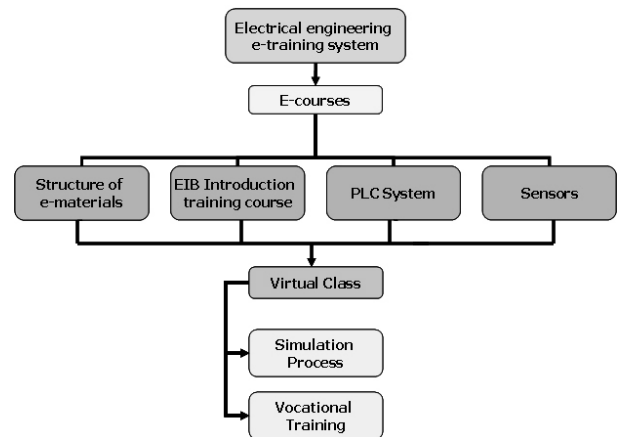 Electrical engineering
e-training system
E-courses
Structure of
e-materials
EIB Introduction
training course
PLC System
Sensors
Virtual Class
Simulation
Process
Vocational
Training